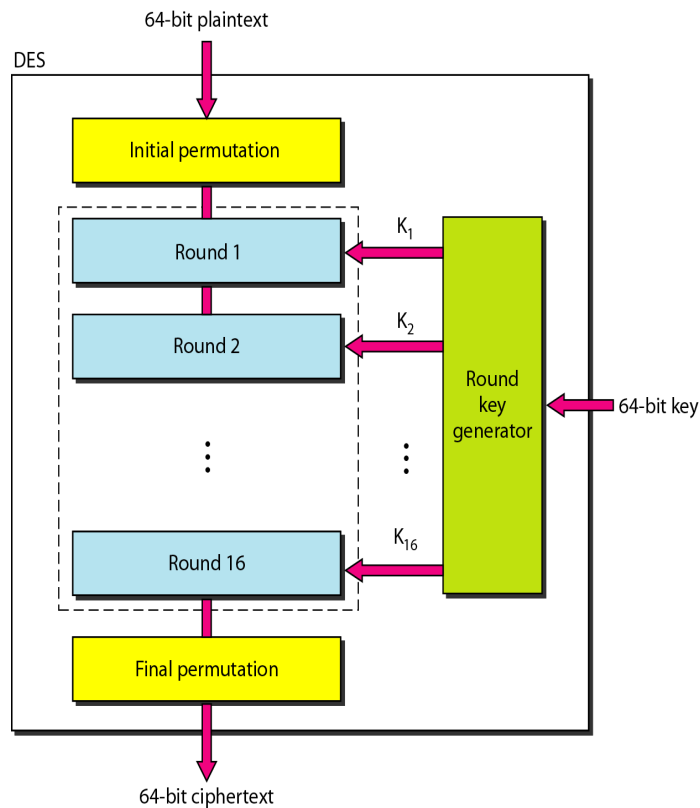 64-bit plaintext
DES
Initial permutation
Round 1
K1
Round 2
K2
Round
key
generator
64-bit key
Round 16
K16
Final permutation
64-bit ciphertext